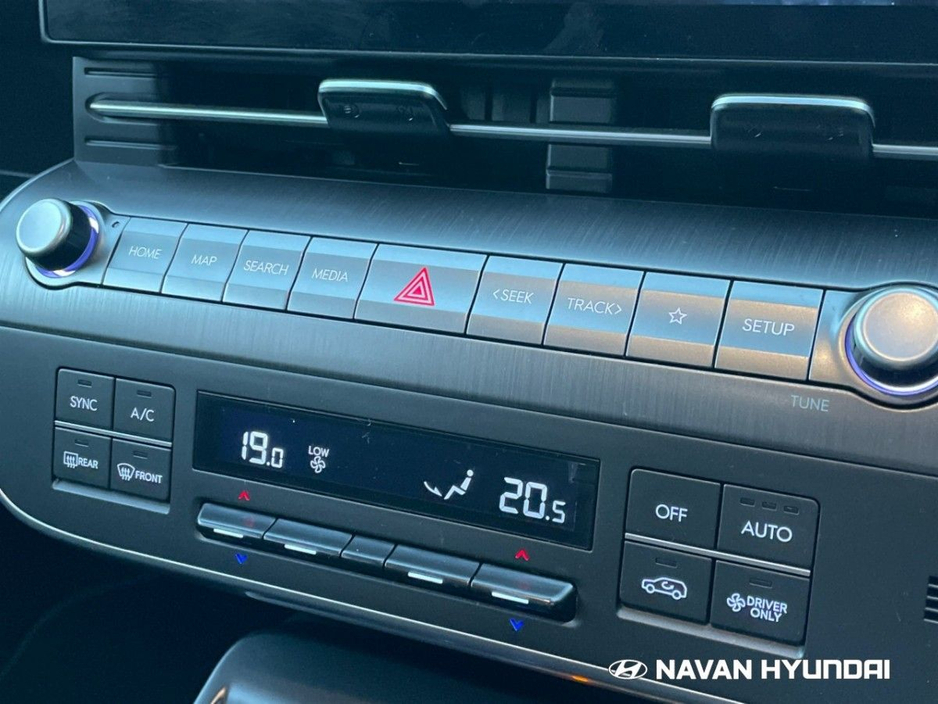 HOME
MAP
SEARCH
MEDIA
<SEEK
TRACK>
SETUP
TUNE
SYNC
A/C
REAR
FRONT
19.0
LOW
20.5
OFF
AUTO
DRIVER
ONLY
NAVAN HYUNDAI